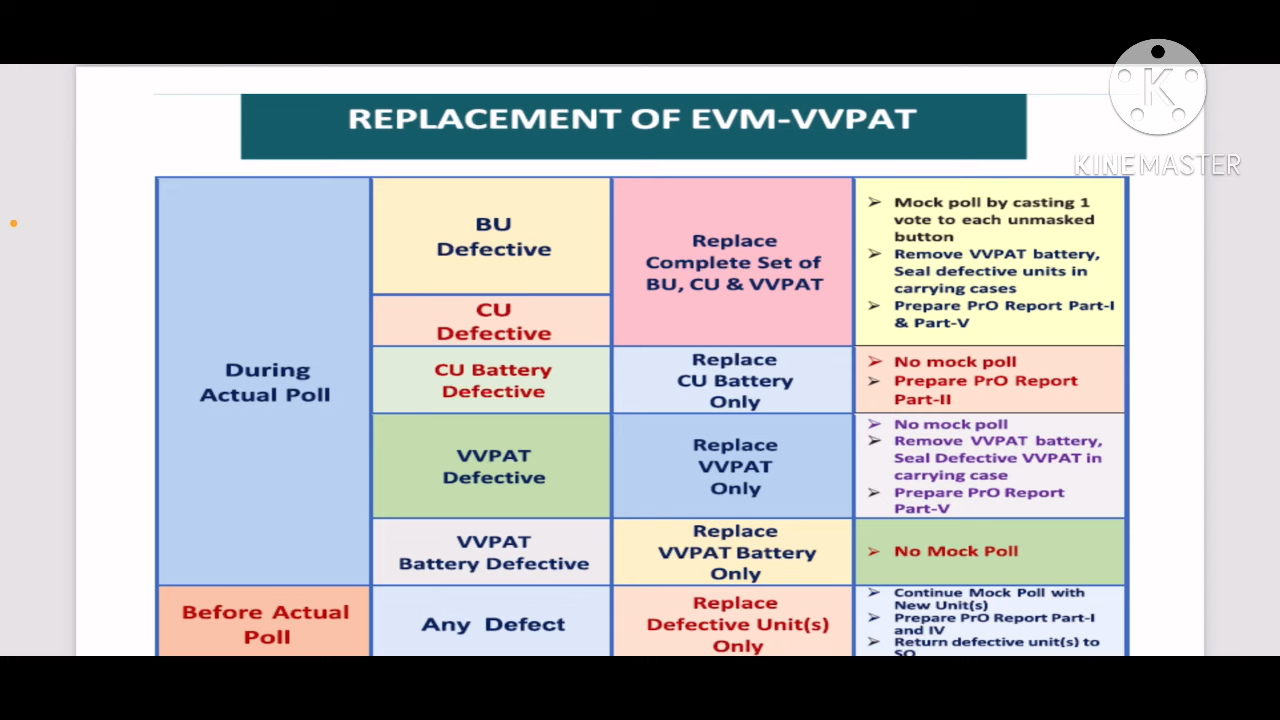 REPLACEMENT OF EVM-VVPAT
K
KINEMASTER
During
Actual Poll
BU
Defective
Replace
Complete Set of
BU, CU & VVPAT
➢ Mock poll by casting 1
vote to each unmasked
button
➢ Remove VVPAT battery,
Seal defective units in
carrying cases
➢ Prepare PrO Report Part-I
& Part-V
CU
Defective
CU Battery
Defective
Replace
CU Battery
Only
➢ No mock poll
➢ Prepare PrO Report
Part-II
VVPAT
Defective
Replace
VVPAT
Only
➢ No mock poll
➢ Remove VVPAT battery,
Seal Defective VVPAT in
carrying case
➢ Prepare PrO Report
Part-V
VVPAT
Battery Defective
Replace
VVPAT Battery
Only
➢ No Mock Poll
Before Actual
Poll
Any Defect
Replace
Defective Unit(s)
Only
➢ Continue Mock Poll with
New Unit(s)
➢ Prepare PrO Report Part-I
and IV
➢ Return defective unit(s) to
SO